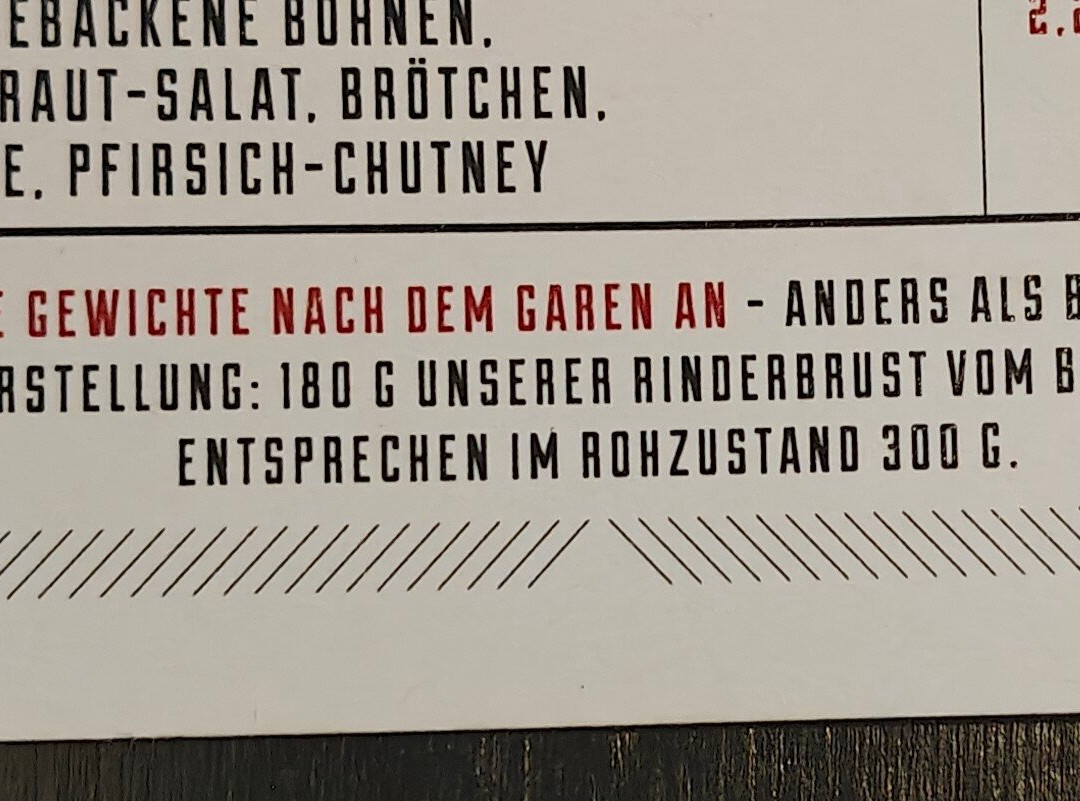 EBACKENE BOHNEN,
RAUT-SALAT, BRÖTCHEN,
E, PFIRSICH-CHUTNEY
E GEWICHTE NACH DEM GAREN AN - ANDERS ALS B
RSTELLUNG: 180 G UNSERER RINDERBRUST VOM
ENTSPRECHEN IM ROHZUSTAND 300 G.